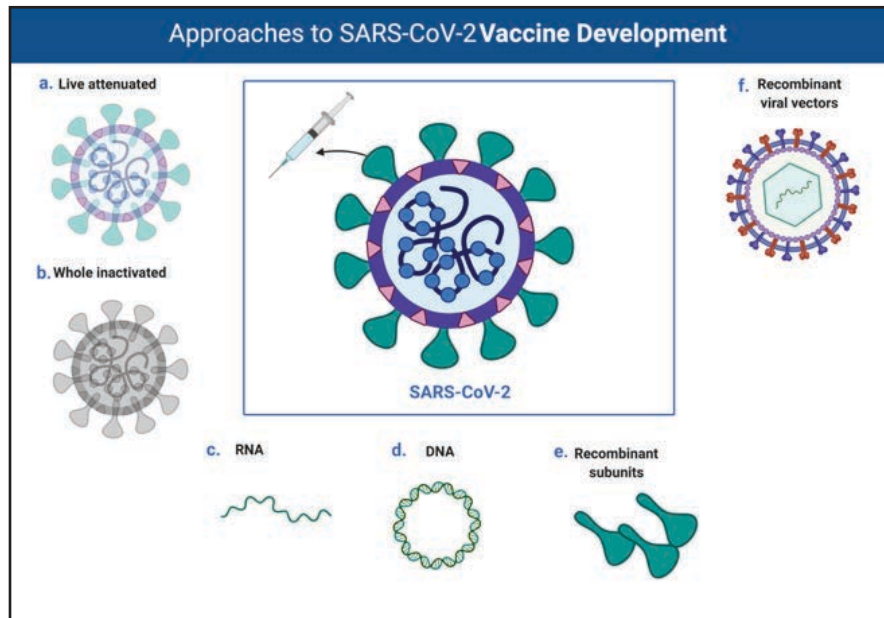 Approaches to SARS-CoV-2 Vaccine Development
a. Live attenuated
b. Whole inactivated
SARS-CoV-2
c. RNA
d. DNA
e. Recombinant
subunits
f. Recombinant
viral vectors